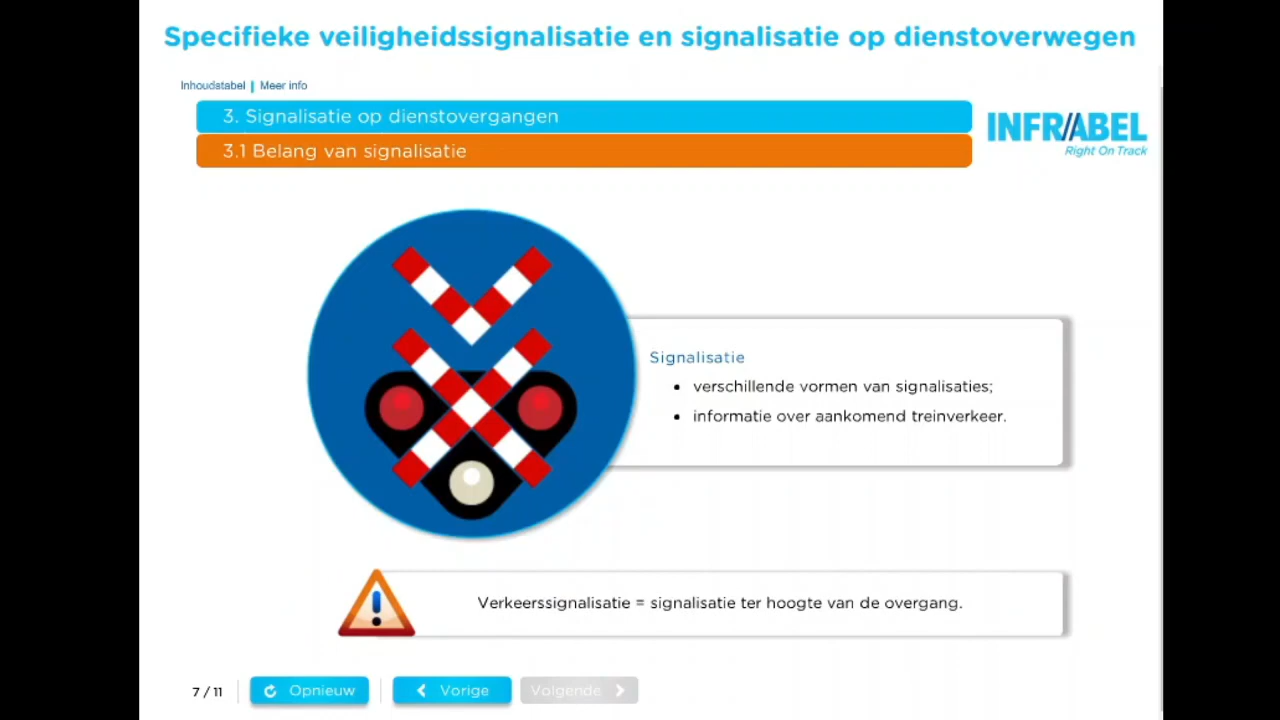 Specifieke veiligheidssignalisatie en signalisatie op dienstoverwegen
Inhoudstabel | Meer info
3. Signalisatie op dienstovergangen
3.1 Belang van signalisatie
INFRABEL
Right On Track
Signalisatie
• verschillende vormen van signalisaties;
• informatie over aankomend treinverkeer.
Verkeerssignalisatie = signalisatie ter hoogte van de overgang.
7 / 11
Opnieuw
Vorige
Volgende